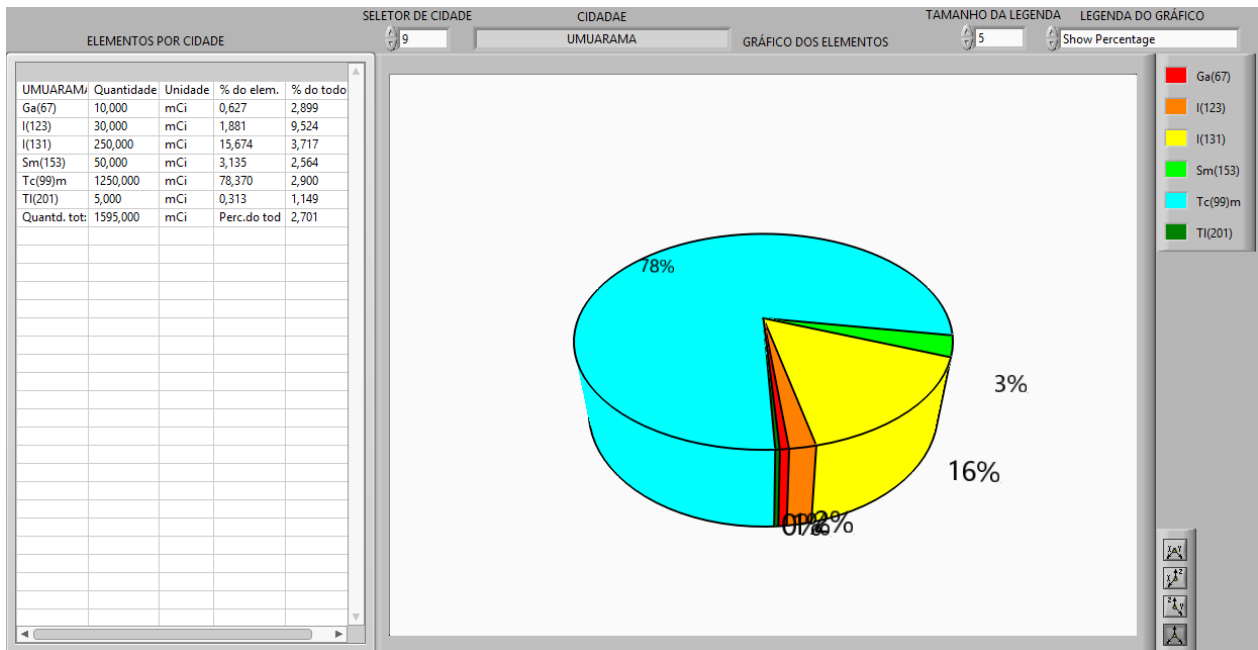 SELETOR DE CIDADE CIDADAE TAMANHO DA LEGENDA LEGENDA DO GRÁFICO
ELEMENTOS POR CIDADE 9 UMUARAMA GRÁFICO DOS ELEMENTOS 5 Show Percentage
UMUARAMA Quantidade Unidade % do elem. % do todo
Ga(67) 10,000 mCi 0,627 2,899
I(123) 30,000 mCi 1,881 9,524
I(131) 250,000 mCi 15,674 3,717
Sm(153) 50,000 mCi 3,135 2,564
Tc(99)m 1250,000 mCi 78,370 2,900
Tl(201) 5,000 mCi 0,313 1,149
Quantd. tot: 1595,000 mCi Perc.do tod 2,701
78%
3%
16%
0% 1% 2%
Ga(67)
I(123)
I(131)
Sm(153)
Tc(99)m
Tl(201)